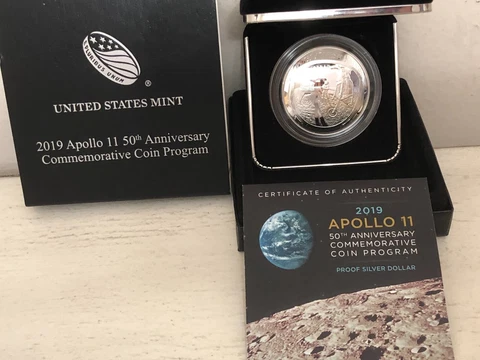 PLURIBUS UNUM
UNITED STATES MINT
2019 Apollo 11 50th Anniversary
Commemorative Coin Program
CERTIFICATE OF AUTHENTICITY
2019
APOLLO 11
50TH ANNIVERSARY
COMMEMORATIVE
COIN PROGRAM
PROOF SILVER DOLLAR